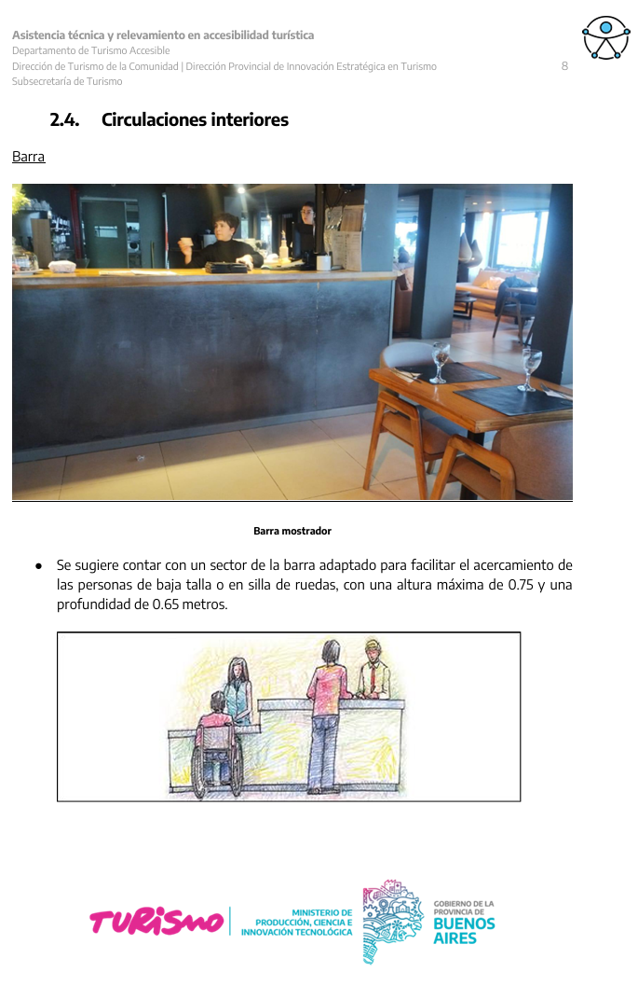 Asistencia técnica y relevamiento en accesibilidad turística
Departamento de Turismo Accesible
Dirección de Turismo de la Comunidad | Dirección Provincial de Innovación Estratégica en Turismo
8
Subsecretaría de Turismo
2.4. Circulaciones interiores
Barra
Barra mostrador
● Se sugiere contar con un sector de la barra adaptado para facilitar el acercamiento de
las personas de baja talla o en silla de ruedas, con una altura máxima de 0.75 y una
profundidad de 0.65 metros.
TURISMO
MINISTERIO DE
PRODUCCIÓN, CIENCIA E
INNOVACIÓN TECNOLÓGICA
GOBIERNO DE LA
PROVINCIA DE
BUENOS
AIRES